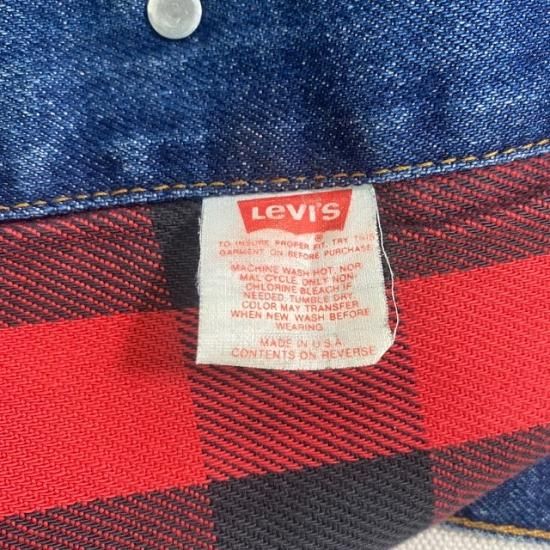 LEVI'S
®
TO INSURE PROPER FIT, TRY THIS
GARMENT ON BEFORE PURCHASE
MACHINE WASH HOT, NOR
MAL CYCLE. ONLY NON-
CHLORINE BLEACH IF
NEEDED, TUMBLE DRY.
COLOR MAY TRANSFER
WHEN NEW WASH BEFORE
WEARING.
MADE IN U.S.A
CONTENTS ON REVERSE